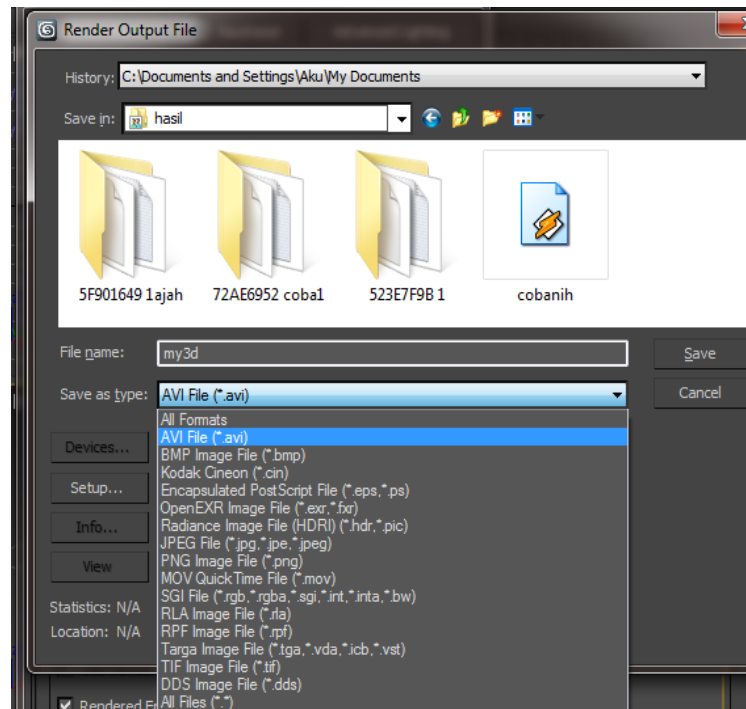 Render Output File
History: C:\Documents and Settings\Aku\My Documents
Save in: hasil
5F901649 1ajah 72AE6952 coba1 523E7F9B 1 cobanih
File name: my3d Save
Save as type: AVI File (*.avi) Cancel
All Formats
Devices... AVI File (*.avi)
BMP Image File (*.bmp)
Kodak Cineon (*.cin)
Setup... Encapsulated PostScript File (*.eps,*.ps)
OpenEXR Image File (*.exr,*.fxr)
Info... Radiance Image File (HDRI) (*.hdr,*.pic)
JPEG File (*.jpg,*.jpe,*.jpeg)
View PNG Image File (*.png)
MOV QuickTime File (*.mov)
SGI File (*.rgb,*.rgba,*.sgi,*.int,*.inta,*.bw)
Statistics: N/A RLA Image File (*.rla)
Location: N/A RPF Image File (*.rpf)
Targa Image File (*.tga,*.vda,*.icb,*.vst)
TIF Image File (*.tif)
DDS Image File (*.dds)
Rendered All Files (*.*)